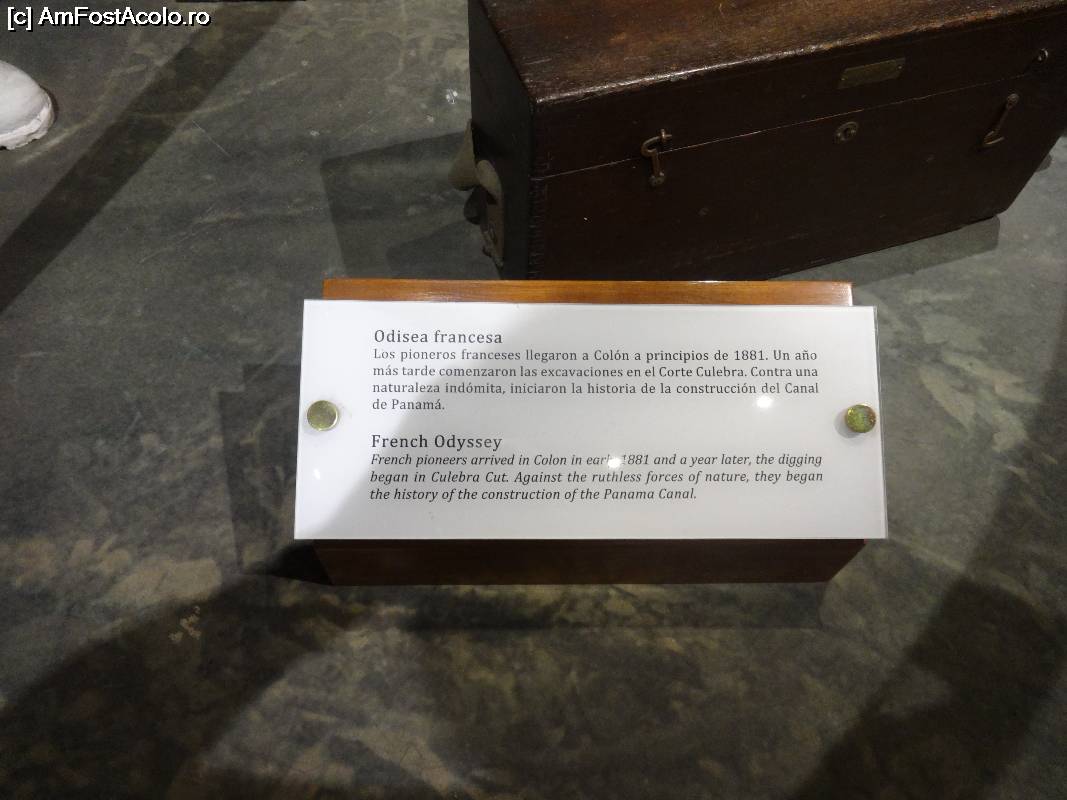 [c] AmFostAcolo.ro
Odisea francesa
Los pioneros franceses llegaron a Colón a principios de 1881. Un año
más tarde comenzaron las excavaciones en el Corte Culebra. Contra una
naturaleza indómita, iniciaron la historia de la construcción del Canal
de Panamá.
French Odyssey
French pioneers arrived in Colon in early 1881 and a year later, the digging
began in Culebra Cut. Against the ruthless forces of nature, they began
the history of the construction of the Panama Canal.